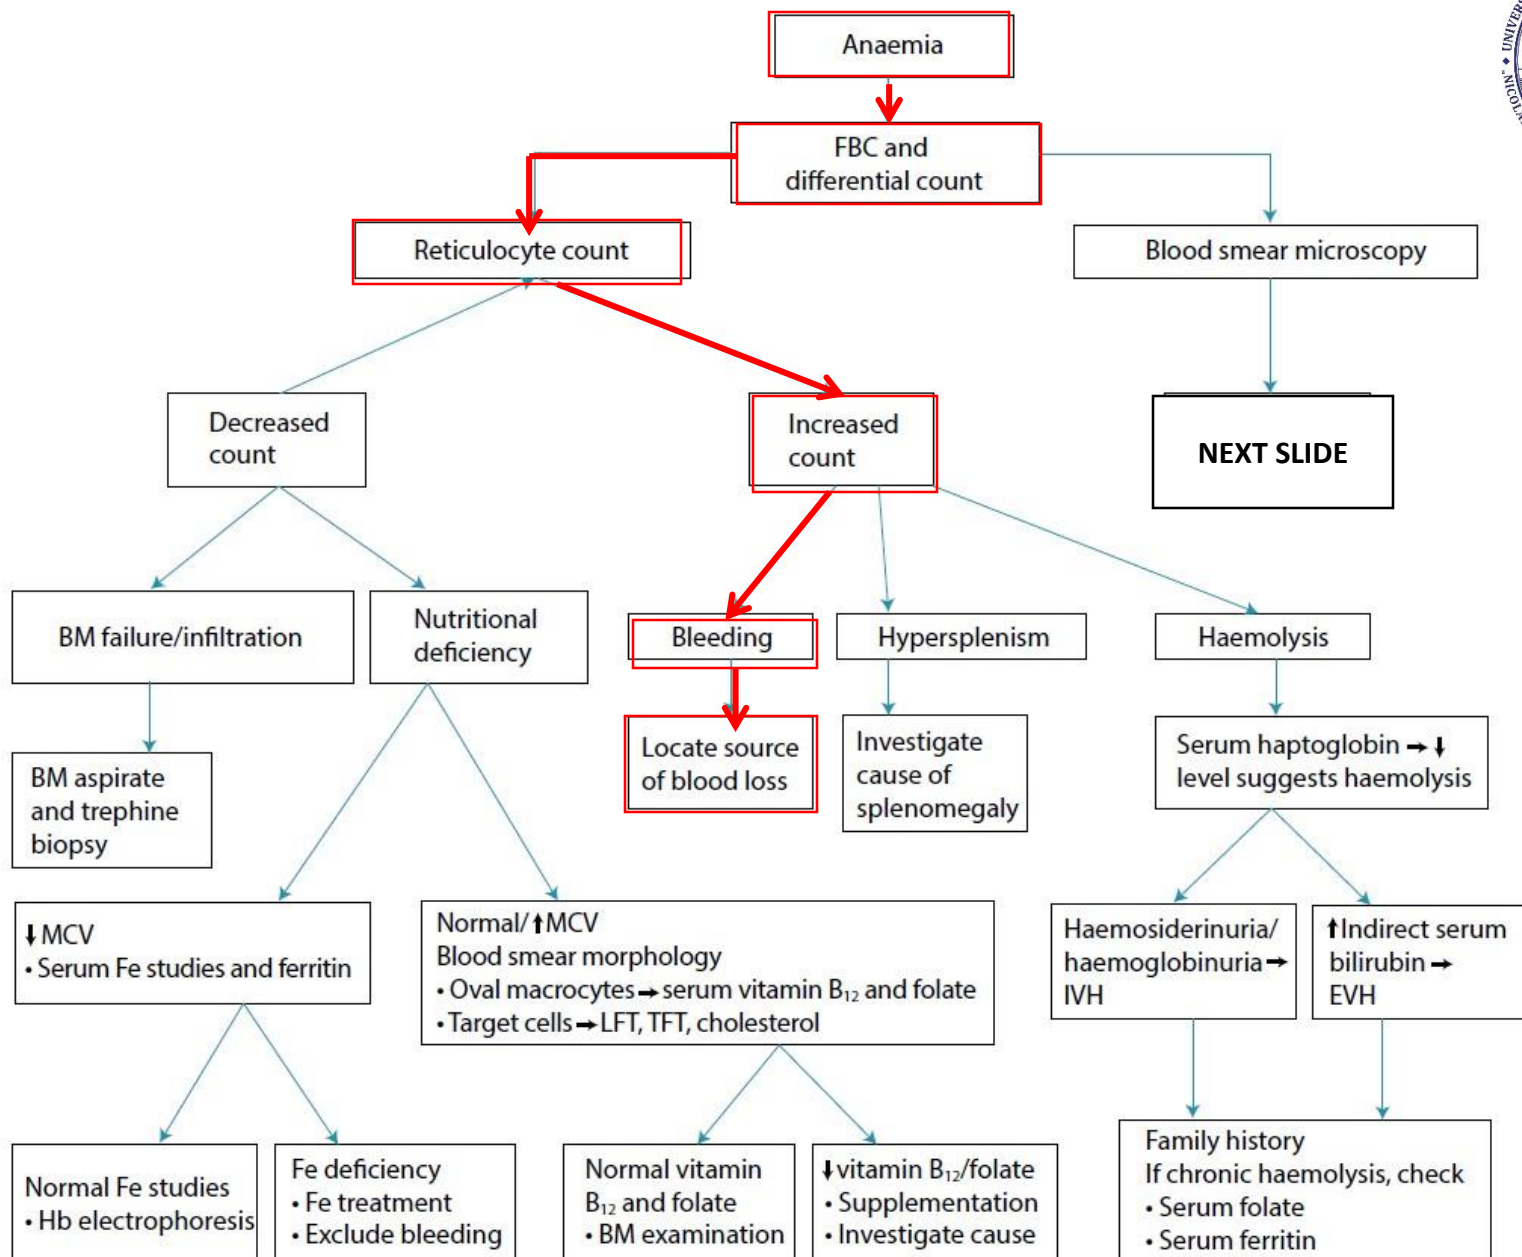 Anaemia
FBC and
differential count
Reticulocyte count
Blood smear microscopy
Decreased
count
Increased
count
NEXT SLIDE
BM failure/infiltration
Nutritional
deficiency
Bleeding
Hypersplenism
Haemolysis
BM aspirate
and trephine
biopsy
Locate source
of blood loss
Investigate
cause of
splenomegaly
Serum haptoglobin → ↓
level suggests haemolysis
↓ MCV
• Serum Fe studies and ferritin
Normal/↑MCV
Blood smear morphology
• Oval macrocytes → serum vitamin B₁₂ and folate
• Target cells → LFT, TFT, cholesterol
Haemosiderinuria/
haemoglobinuria →
IVH
↑Indirect serum
bilirubin →
EVH
Normal Fe studies
• Hb electrophoresis
Fe deficiency
• Fe treatment
• Exclude bleeding
Normal vitamin
B₁₂ and folate
• BM examination
↓vitamin B₁₂/folate
• Supplementation
• Investigate cause
Family history
If chronic haemolysis, check
• Serum folate
• Serum ferritin